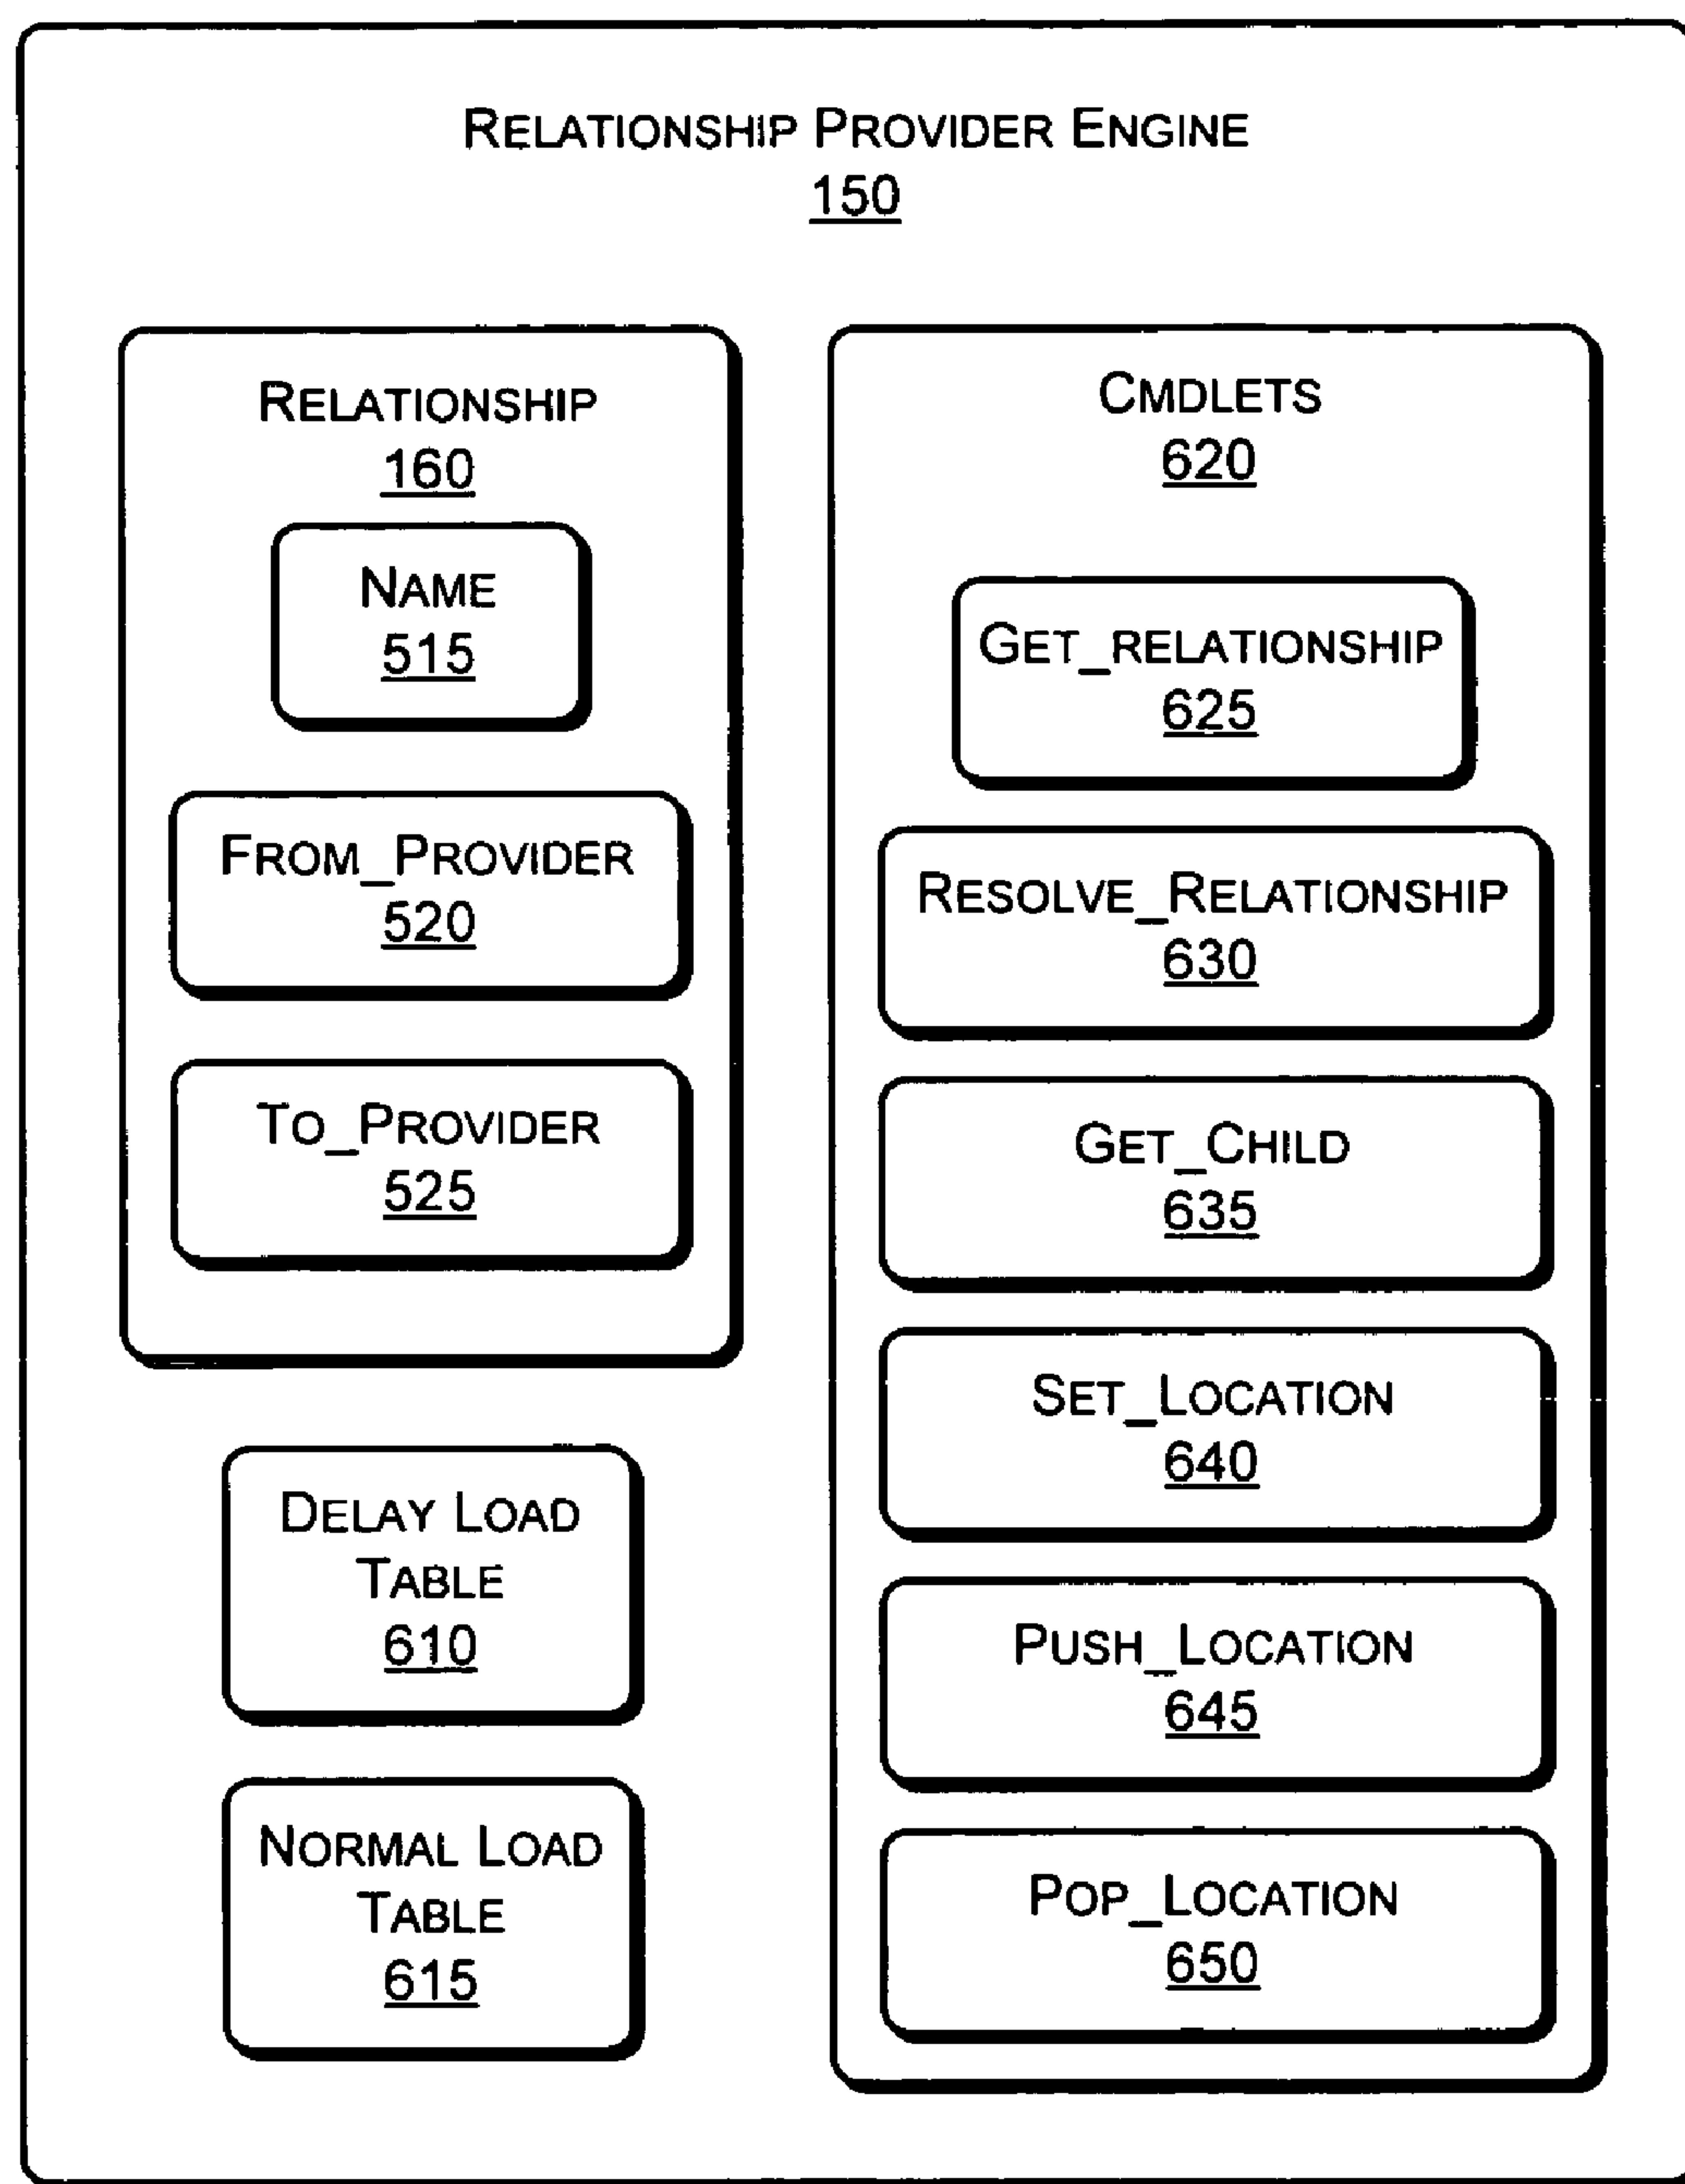 RELATIONSHIP PROVIDER ENGINE
150
RELATIONSHIP
160
NAME
515
FROM_PROVIDER
520
TO_PROVIDER
525
DELAY LOAD
TABLE
610
NORMAL LOAD
TABLE
615
CMDLETS
620
GET_RELATIONSHIP
625
RESOLVE_RELATIONSHIP
630
GET_CHILD
635
SET_LOCATION
640
PUSH_LOCATION
645
POP_LOCATION
650